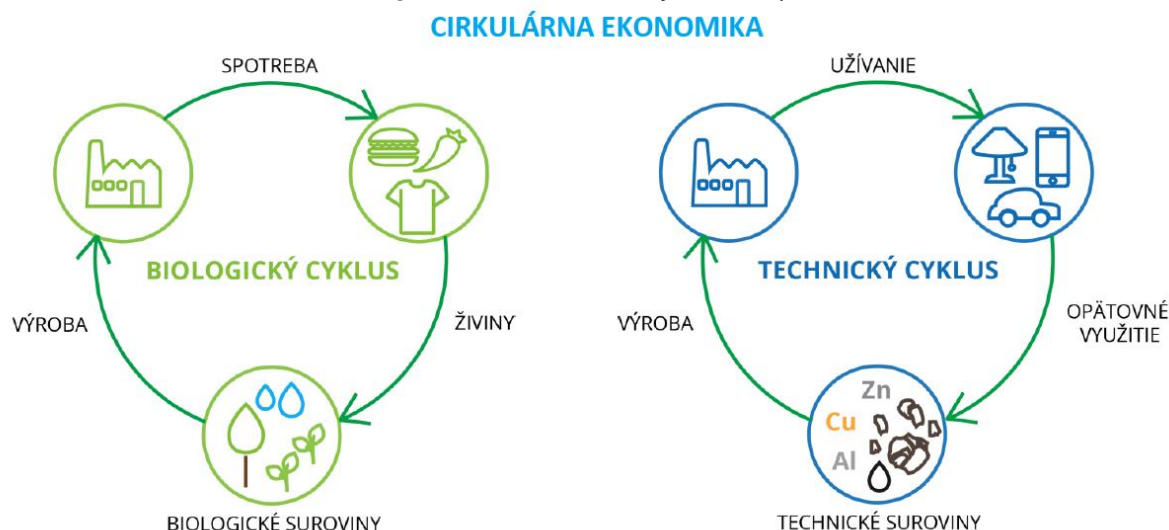 CIRKULÁRNA EKONOMIKA
SPOTREBA
BIOLOGICKÝ CYKLUS
VÝROBA
ŽIVINY
BIOLOGICKÉ SUROVINY
UŽÍVANIE
TECHNICKÝ CYKLUS
VÝROBA
OPÄTOVNÉ
VYUŽITIE
Zn
Cu
Al
TECHNICKÉ SUROVINY